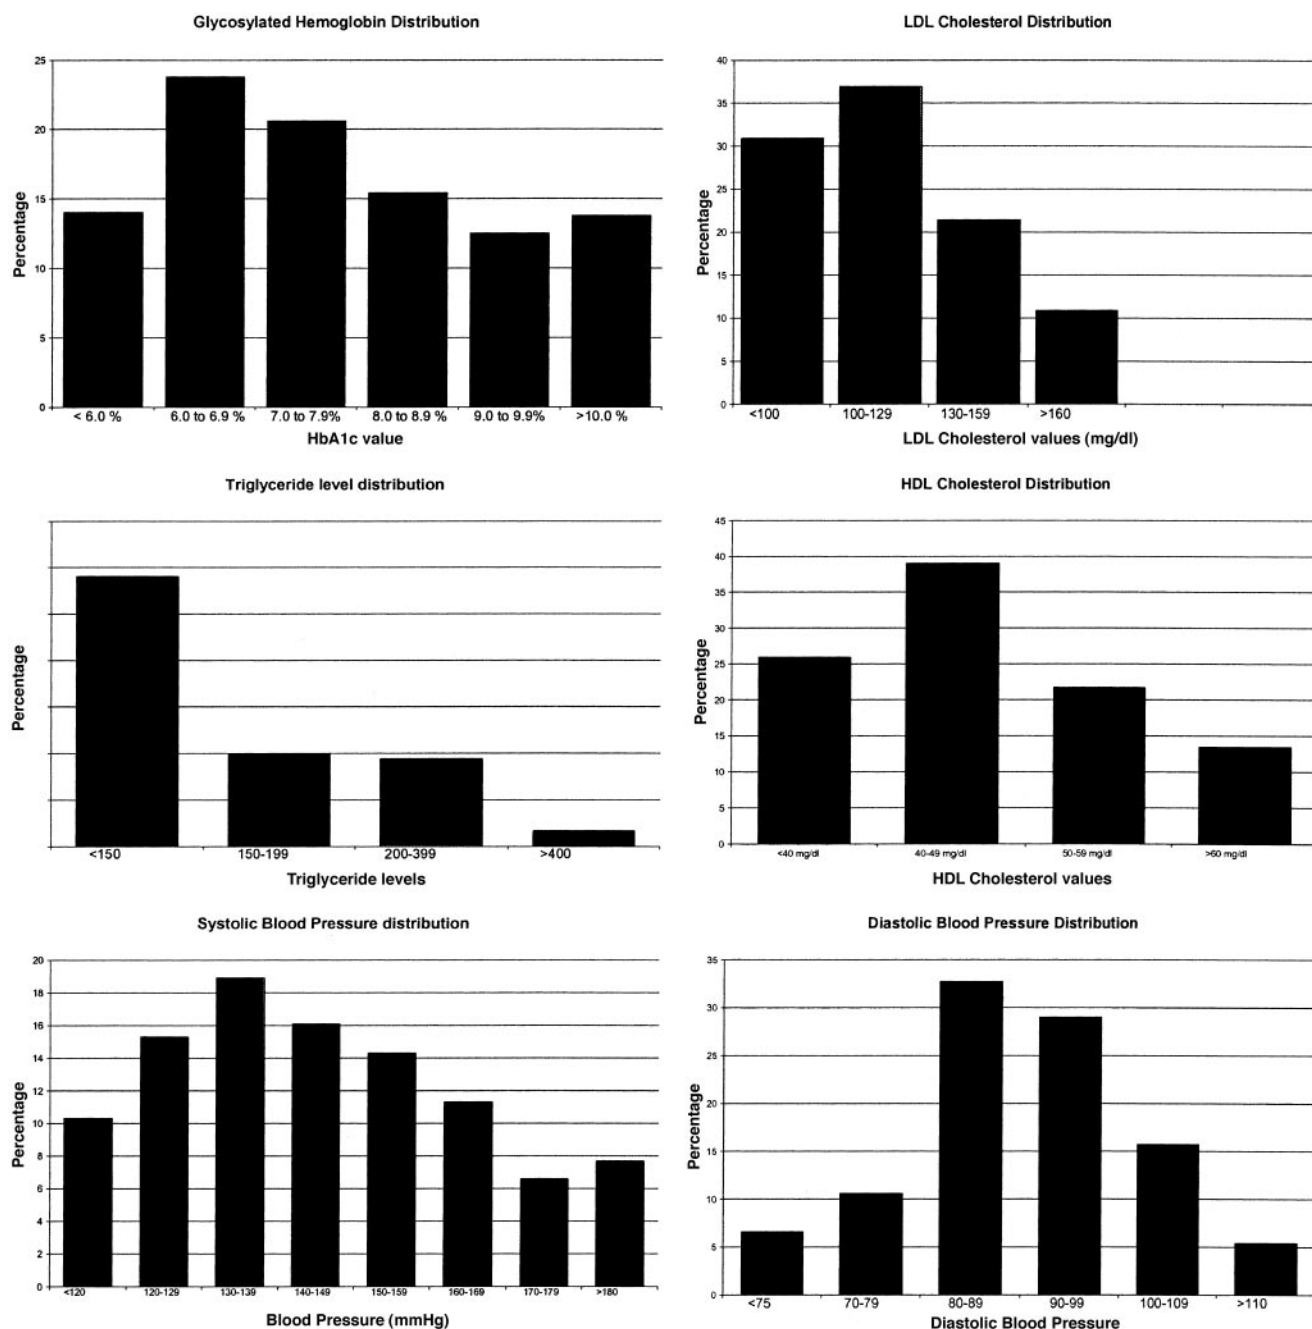 Glycosylated Hemoglobin Distribution
25
20
15
10
5
0
Percentage
< 6.0 %
6.0 to 6.9 %
7.0 to 7.9%
8.0 to 8.9 %
9.0 to 9.9%
>10.0 %
HbA1c value
LDL Cholesterol Distribution
40
35
30
25
20
15
10
5
0
Percentage
<100
100-129
130-159
>160
LDL Cholesterol values (mg/dl)
Triglyceride level distribution
Percentage
<150
150-199
200-399
>400
Triglyceride levels
HDL Cholesterol Distribution
45
40
35
30
25
20
15
10
5
0
Percentage
<40 mg/dl
40-49 mg/dl
50-59 mg/dl
>60 mg/dl
HDL Cholesterol values
Systolic Blood Pressure distribution
20
18
16
14
12
10
8
6
4
2
0
Percentage
<120
120-129
130-139
140-149
150-159
160-169
170-179
>180
Blood Pressure (mmHg)
Diastolic Blood Pressure Distribution
35
30
25
20
15
10
5
0
Percentage
<75
70-79
80-89
90-99
100-109
>110
Diastolic Blood Pressure